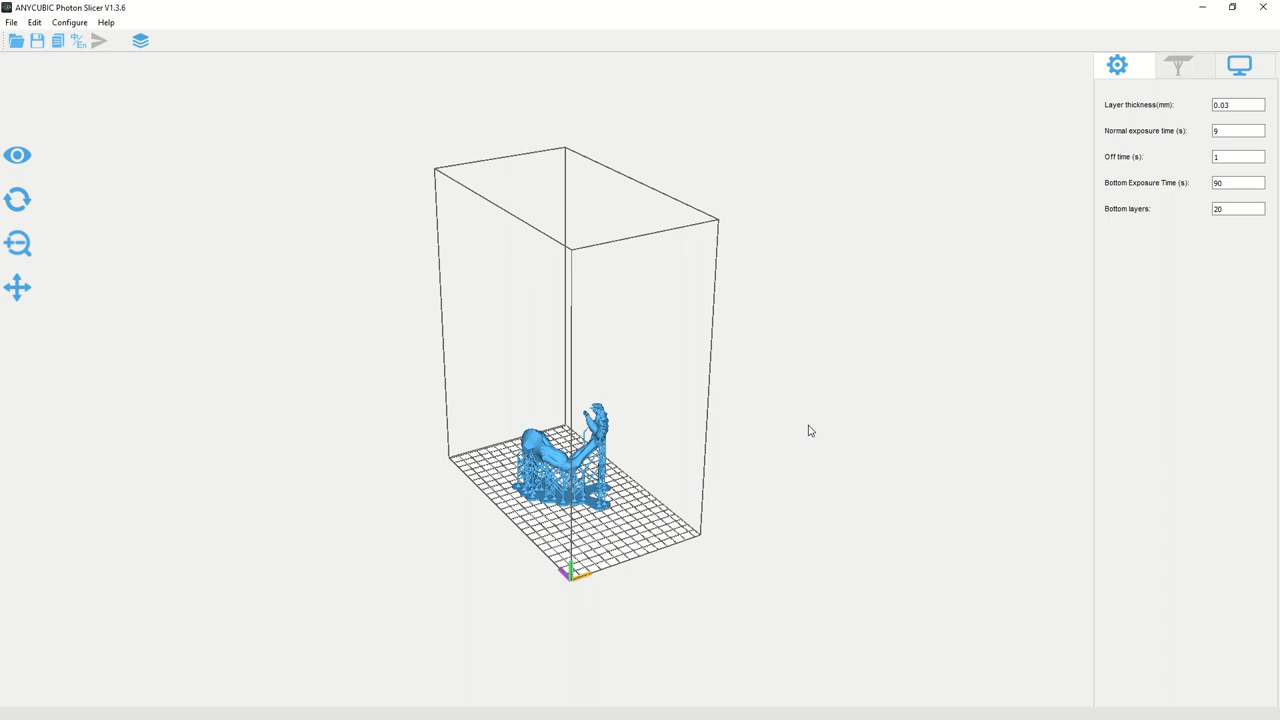 ANYCUBIC Photon Slicer V1.3.6
File Edit Configure Help
Layer thickness(mm): 0.03
Normal exposure time (s): 9
Off time (s): 1
Bottom Exposure Time (s): 90
Bottom layers: 20